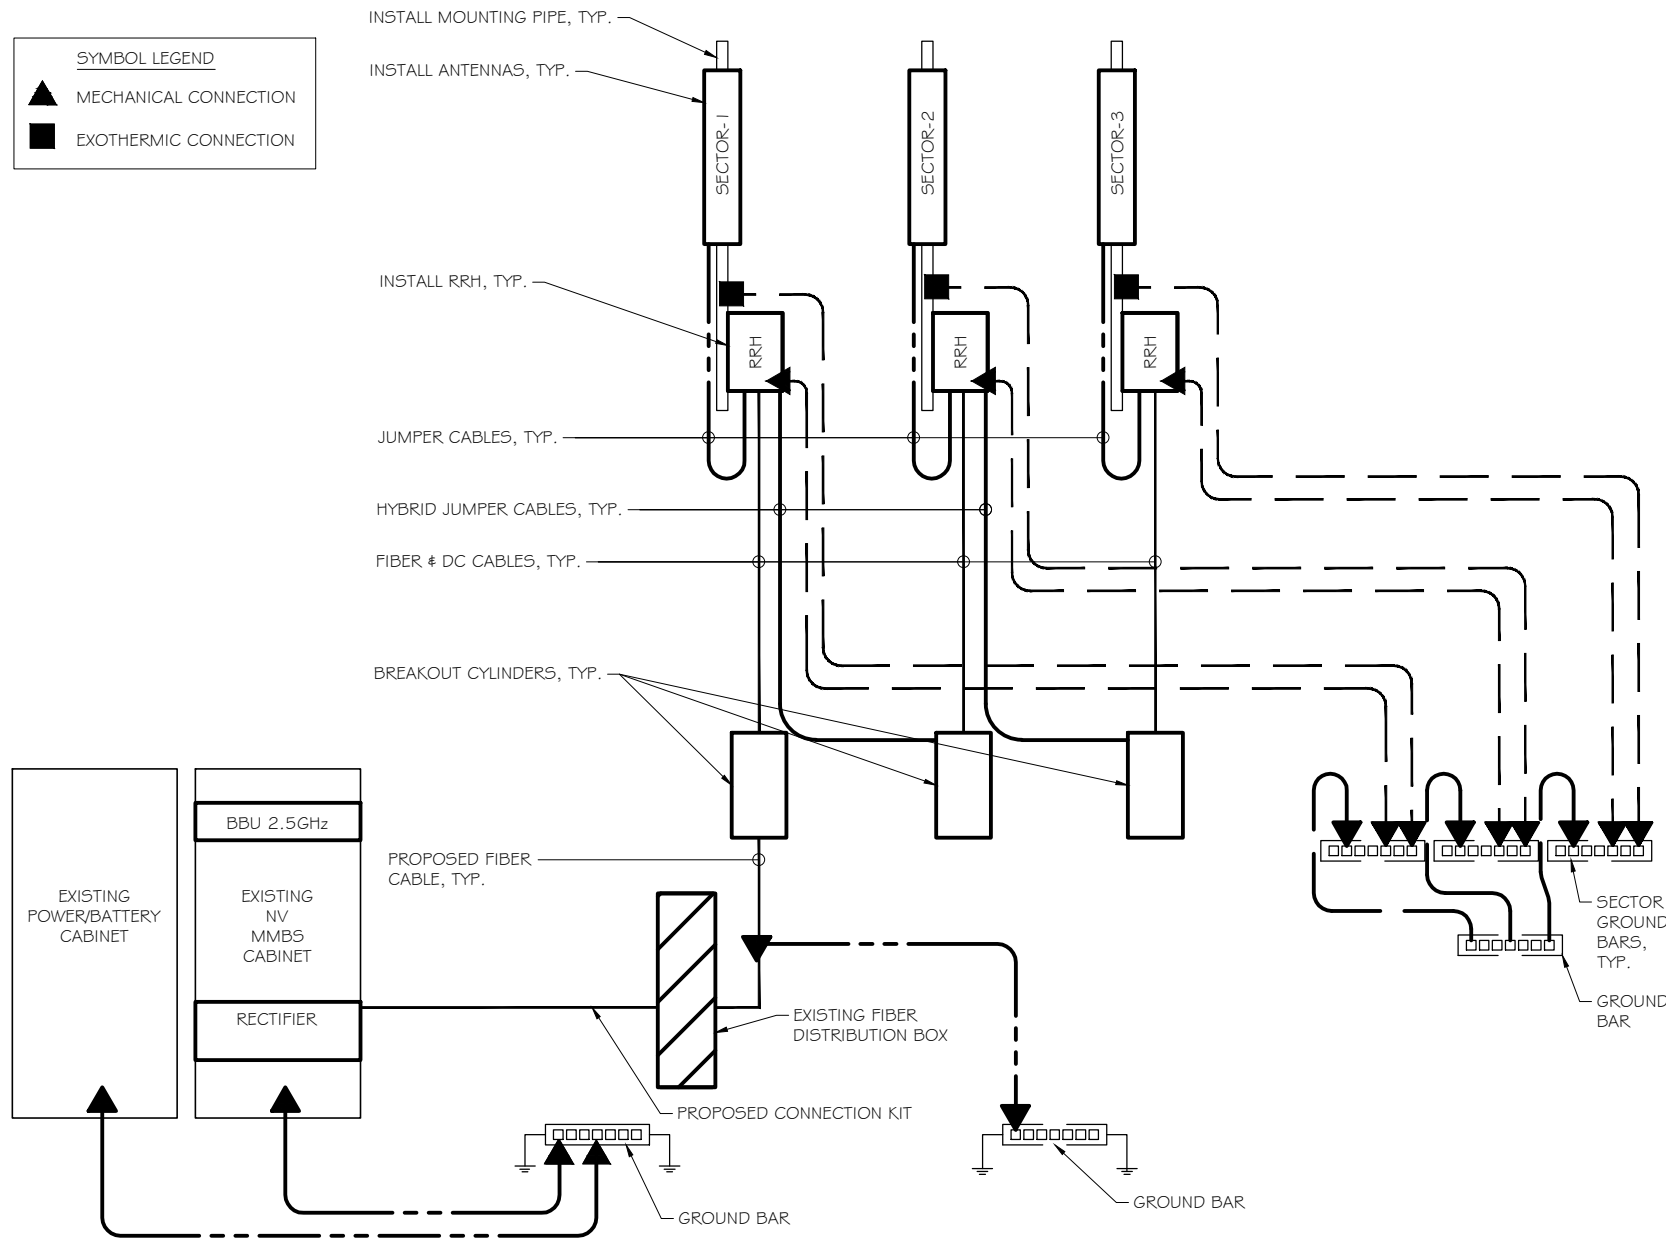 INSTALL MOUNTING PIPE, TYP.
SYMBOL LEGEND
INSTALL ANTENNAS, TYP.
MECHANICAL CONNECTION
EXOTHERMIC CONNECTION
SECTOR-1
SECTOR-2
SECTOR-3
INSTALL RRH, TYP.
RRH
RRH
RRH
JUMPER CABLES, TYP.
HYBRID JUMPER CABLES, TYP.
FIBER & DC CABLES, TYP.
BREAKOUT CYLINDERS, TYP.
BBU 2.5GHz
PROPOSED FIBER
CABLE, TYP.
EXISTING
POWER/BATTERY
CABINET
EXISTING
NV
MMBS
CABINET
SECTOR
GROUND
BARS,
TYP.
GROUND
BAR
RECTIFIER
EXISTING FIBER
DISTRIBUTION BOX
PROPOSED CONNECTION KIT
GROUND BAR
GROUND BAR